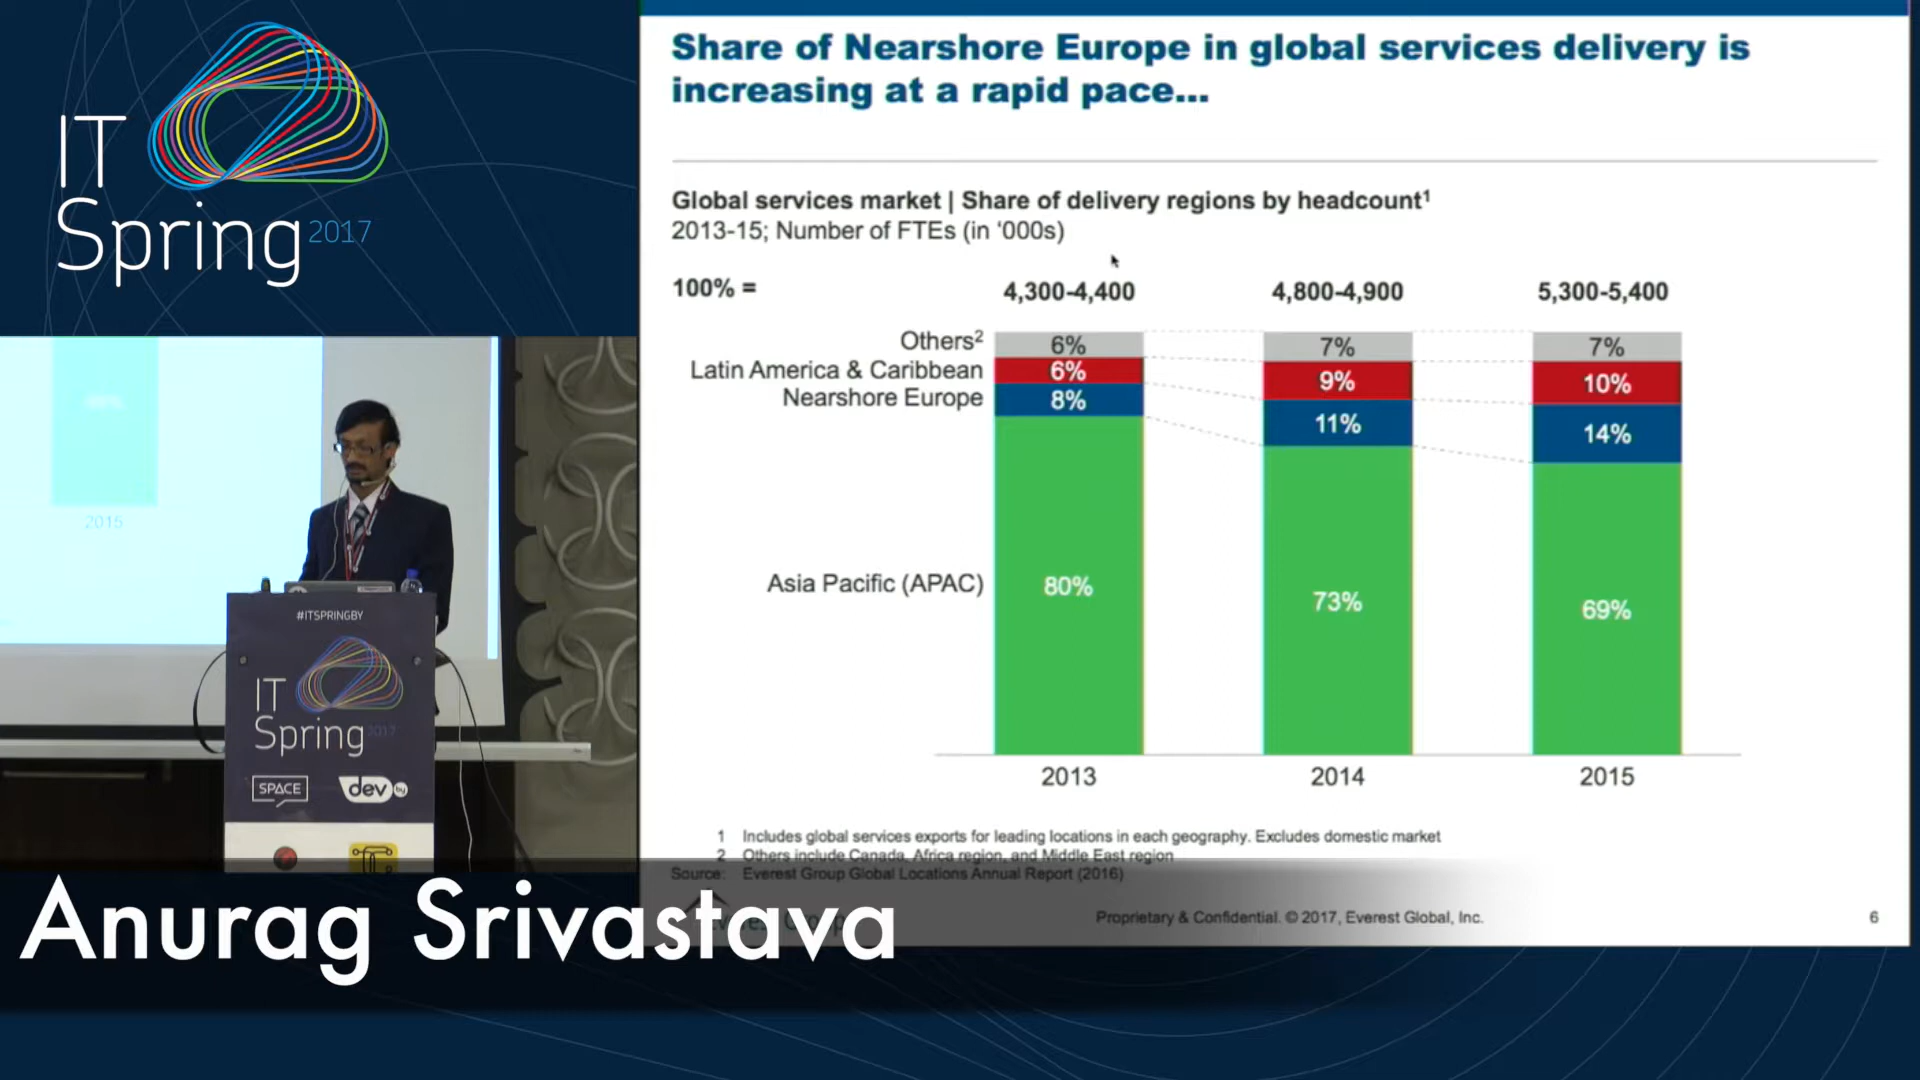 IT
Spring 2017
Share of Nearshore Europe in global services delivery is
increasing at a rapid pace...
Global services market | Share of delivery regions by headcount¹
2013-15; Number of FTEs (in ‘000s)
100% =
4,300-4,400
4,800-4,900
5,300-5,400
Others²
6%
7%
7%
Latin America & Caribbean
6%
9%
10%
Nearshore Europe
8%
11%
14%
Asia Pacific (APAC)
80%
73%
69%
2013
2014
2015
1 Includes global services exports for leading locations in each geography. Excludes domestic market
2 Others include Canada, Africa region, and Middle East region
Source: Everest Group Global Locations Annual Report (2016)
Proprietary & Confidential. © 2017, Everest Global, Inc.
6
2015
#ITSPRINGBY
IT
Spring 2017
SPACE
dev by
Anurag Srivastava